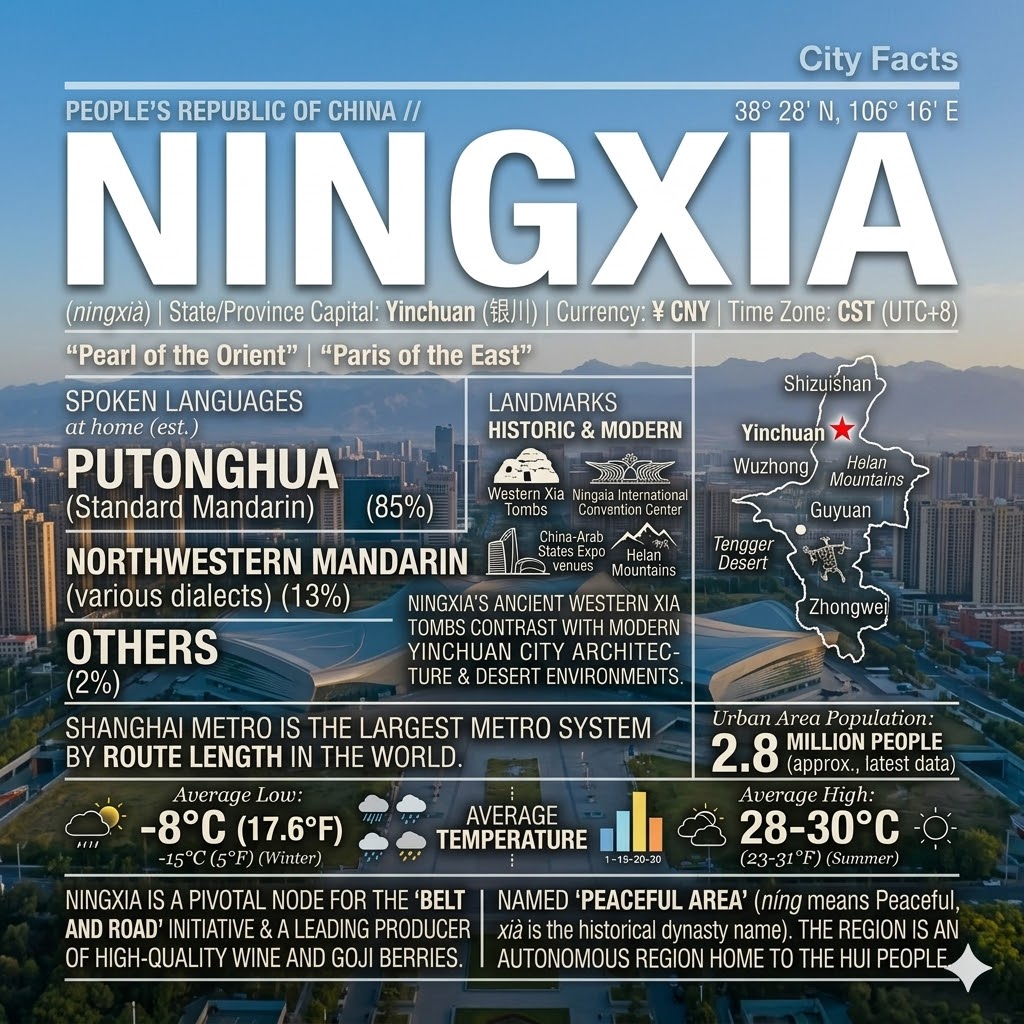 City Facts
PEOPLE'S REPUBLIC OF CHINA //
38° 28' N, 106° 16' E
NINGXIA
(ningxià) | State/Province Capital: Yinchuan (银川) | Currency: ¥ CNY | Time Zone: CST (UTC+8)
“Pearl of the Orient” | “Paris of the East”
SPOKEN LANGUAGES
at home (est.)
PUTONGHUA
(Standard Mandarin) (85%)
NORTHWESTERN MANDARIN
(various dialects) (13%)
OTHERS
(2%)
LANDMARKS
HISTORIC & MODERN
Western Xia
Tombs
Ningaia International
Convention Center
China-Arab
States Expo
venues
Helan
Mountains
NINGXIA'S ANCIENT WESTERN XIA
TOMBS CONTRAST WITH MODERN
YINCHUAN CITY ARCHITEC-
TURE & DESERT ENVIRONMENTS.
Shizuishan
Yinchuan
Wuzhong
Helan
Mountains
Guyuan
Tengger
Desert
Zhongwei
SHANGHAI METRO IS THE LARGEST METRO SYSTEM
BY ROUTE LENGTH IN THE WORLD.
Urban Area Population:
2.8 MILLION PEOPLE
(approx., latest data)
Average Low:
-8°C (17.6°F)
-15°C (5°F) (Winter)
AVERAGE
TEMPERATURE
1-19-20-30
Average High:
28-30°C
(23-31°F) (Summer)
NINGXIA IS A PIVOTAL NODE FOR THE ‘BELT
AND ROAD’ INITIATIVE & A LEADING PRODUCER
OF HIGH-QUALITY WINE AND GOJI BERRIES.
NAMED ‘PEACEFUL AREA’ (níng means Peaceful,
xià is the historical dynasty name). THE REGION IS AN
AUTONOMOUS REGION HOME TO THE HUI PEOPLE